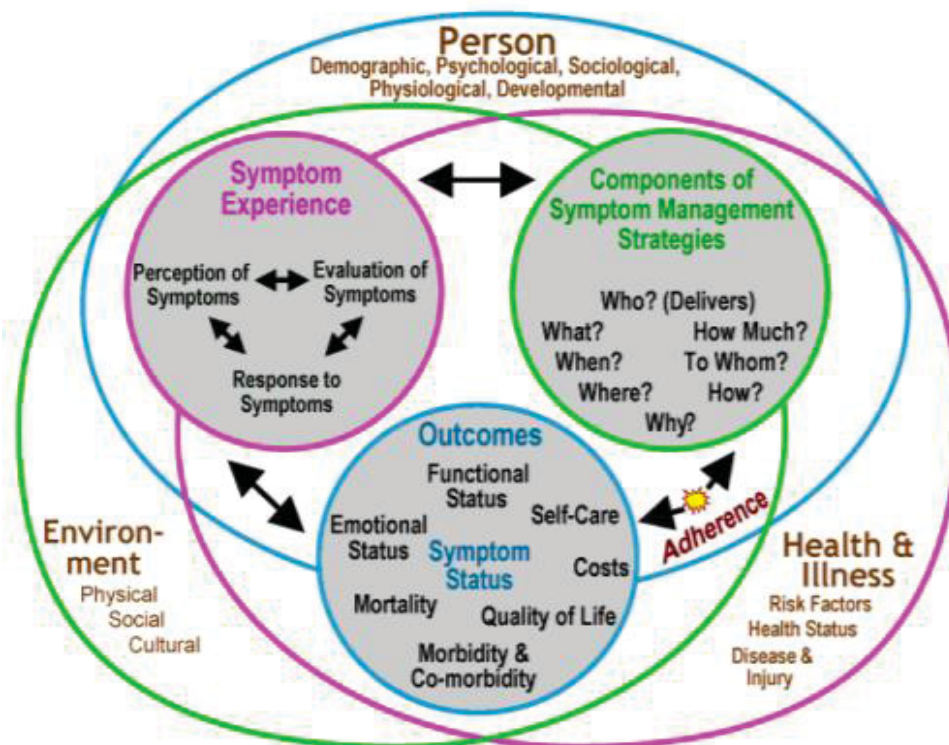 Person
Demographic, Psychological, Sociological,
Physiological, Developmental
Symptom
Experience
Perception of
Symptoms
Evaluation of
Symptoms
Response to
Symptoms
Components of
Symptom Management
Strategies
Who? (Delivers)
What?
How Much?
When?
To Whom?
Where?
How?
Why?
Outcomes
Functional
Status
Emotional
Status
Self-Care
Symptom
Status
Costs
Mortality
Quality of Life
Morbidity &
Co-morbidity
Adherence
Environ-
ment
Physical
Social
Cultural
Health &
Illness
Risk Factors
Health Status
Disease &
Injury